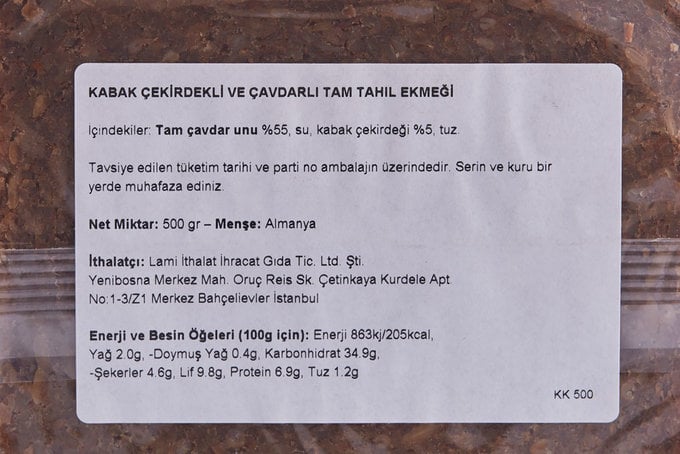 KABAK ÇEKİRDEKLİ VE ÇAVDARLI TAM TAHIL EKMEĞİ
İçindekiler: Tam çavdar unu %55, su, kabak çekirdeği %5, tuz.
Tavsiye edilen tüketim tarihi ve parti no ambalajın üzerindedir. Serin ve kuru bir
yerde muhafaza ediniz.
Net Miktar: 500 gr – Menşe: Almanya
İthalatçı: Lami İthalat İhracat Gıda Tic. Ltd. Şti.
Yenibosna Merkez Mah. Oruç Reis Sk. Çetinkaya Kurdele Apt.
No:1-3/Z1 Merkez Bahçelievler İstanbul
Enerji ve Besin Öğeleri (100g için): Enerji 863kj/205kcal,
Yağ 2.0g, -Doymuş Yağ 0.4g, Karbonhidrat 34.9g,
-Şekerler 4.6g, Lif 9.8g, Protein 6.9g, Tuz 1.2g
KK 500